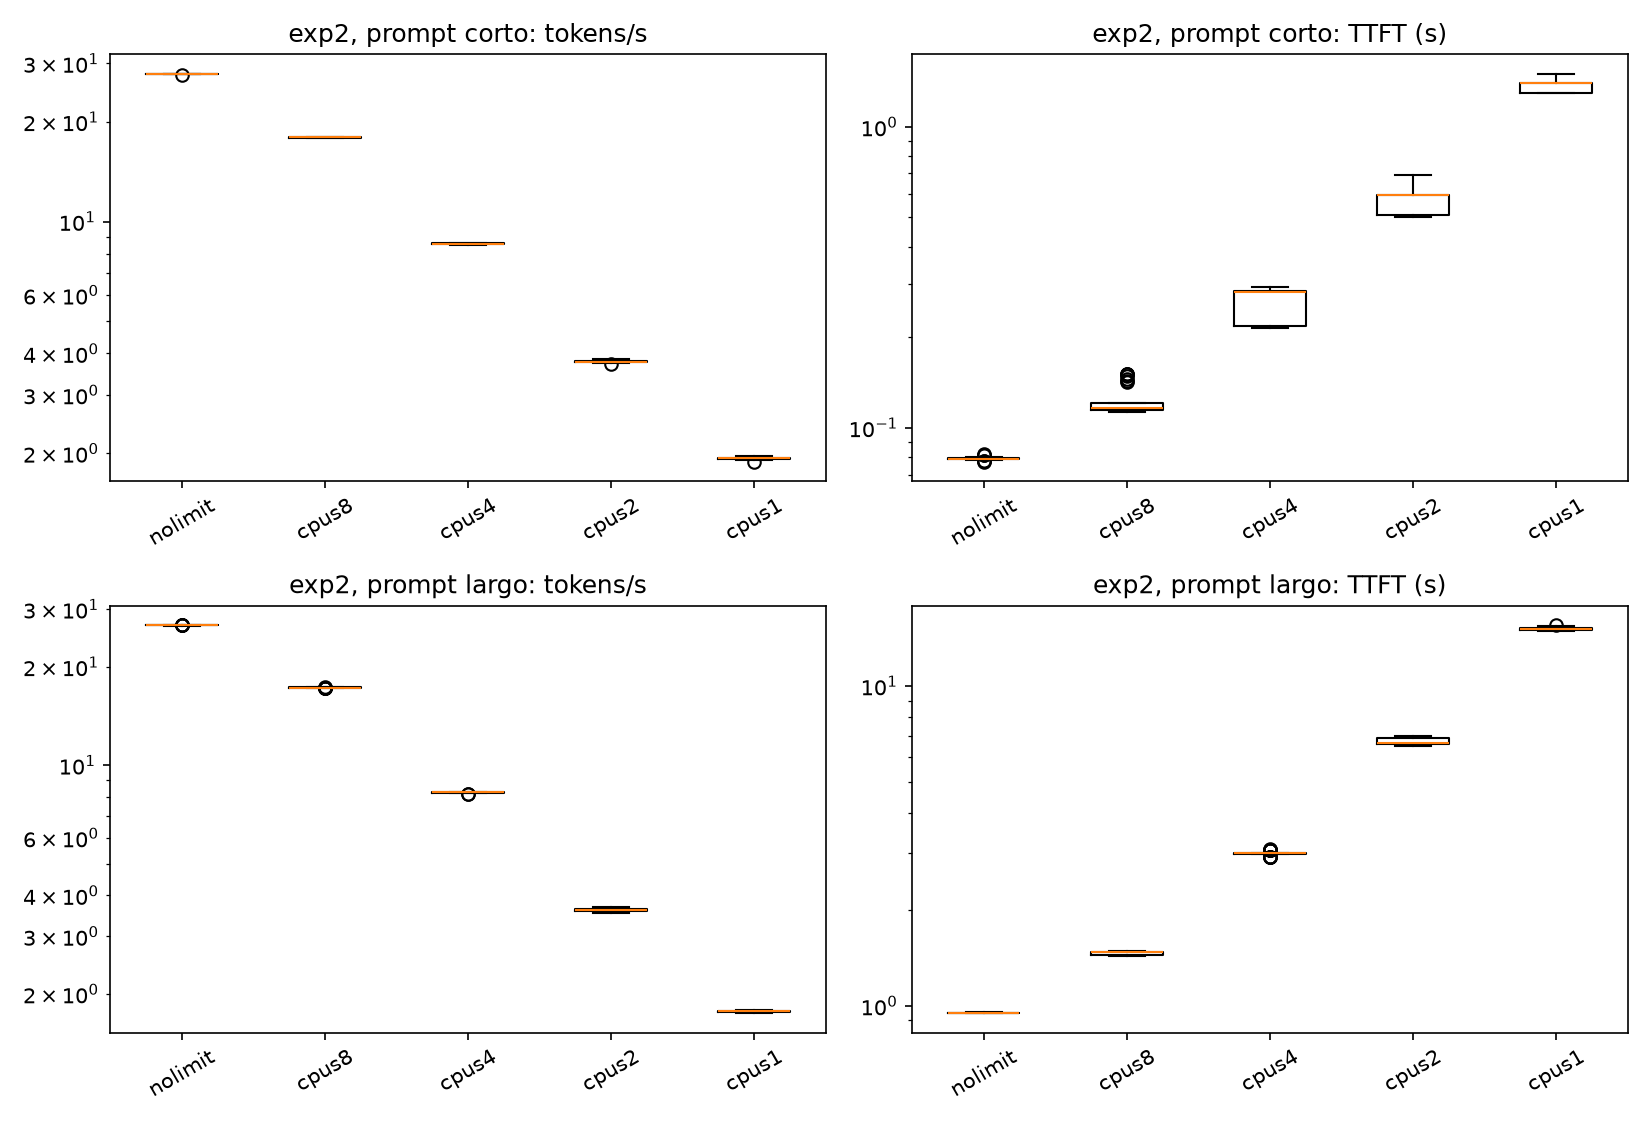 exp2, prompt corto: tokens/s
3 × 10¹
2 × 10¹
10¹
6 × 10⁰
4 × 10⁰
3 × 10⁰
2 × 10⁰
nolimit
cpus8
cpus4
cpus2
cpus1
exp2, prompt corto: TTFT (s)
10⁰
10⁻¹
nolimit
cpus8
cpus4
cpus2
cpus1
exp2, prompt largo: tokens/s
3 × 10¹
2 × 10¹
10¹
6 × 10⁰
4 × 10⁰
3 × 10⁰
2 × 10⁰
nolimit
cpus8
cpus4
cpus2
cpus1
exp2, prompt largo: TTFT (s)
10¹
10⁰
nolimit
cpus8
cpus4
cpus2
cpus1